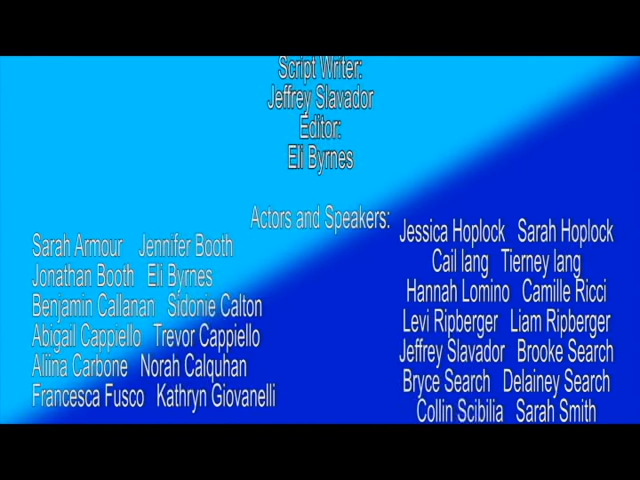 Script Writer:
Jeffrey Slavador
Editor:
Eli Byrnes
Actors and Speakers:
Sarah Armour Jennifer Booth
Jonathan Booth Eli Byrnes
Benjamin Callanan Sidonie Calton
Abigail Cappiello Trevor Cappiello
Aliina Carbone Norah Calquhan
Francesca Fusco Kathryn Giovanelli
Jessica Hoplock Sarah Hoplock
Cail lang Tierney lang
Hannah Lomino Camille Ricci
Levi Ripberger Liam Ripberger
Jeffrey Slavador Brooke Search
Bryce Search Delainey Search
Collin Scibilia Sarah Smith